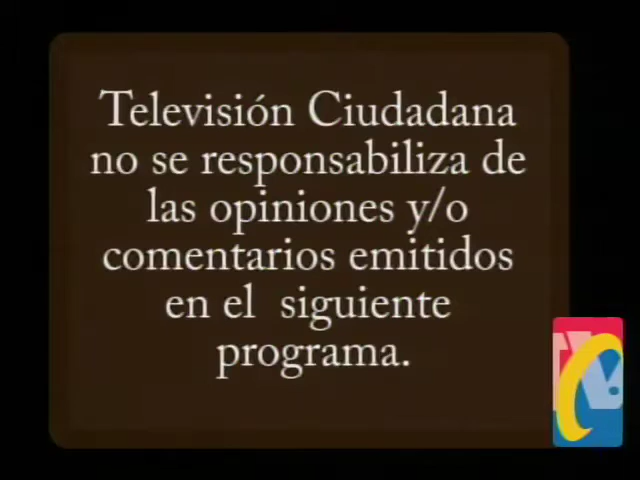 Televisión Ciudadana
no se responsabiliza de
las opiniones y/o
comentarios emitidos
en el siguiente
programa.